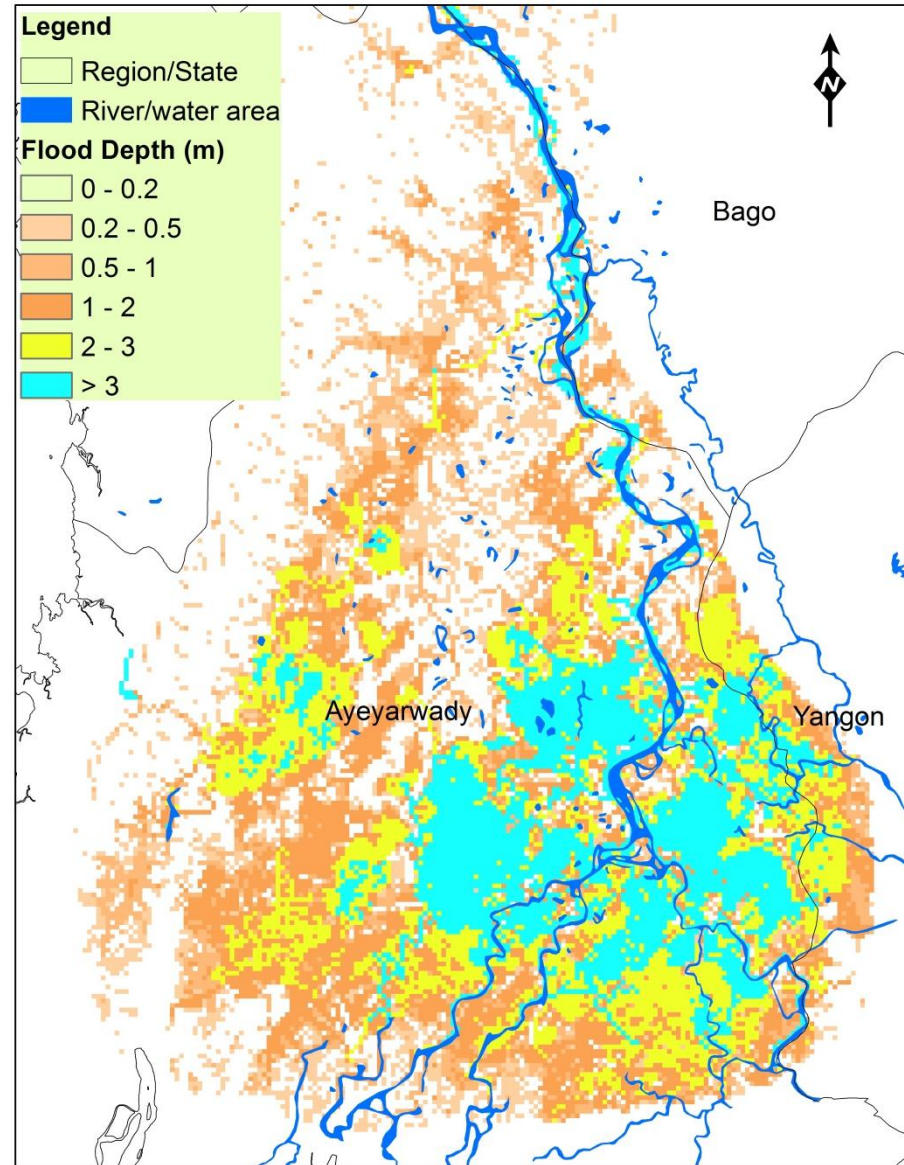 Legend
Region/State
River/water area
Flood Depth (m)
0 - 0.2
0.2 - 0.5
0.5 - 1
1 - 2
2 - 3
> 3
N
Bago
Ayeyarwady
Yangon